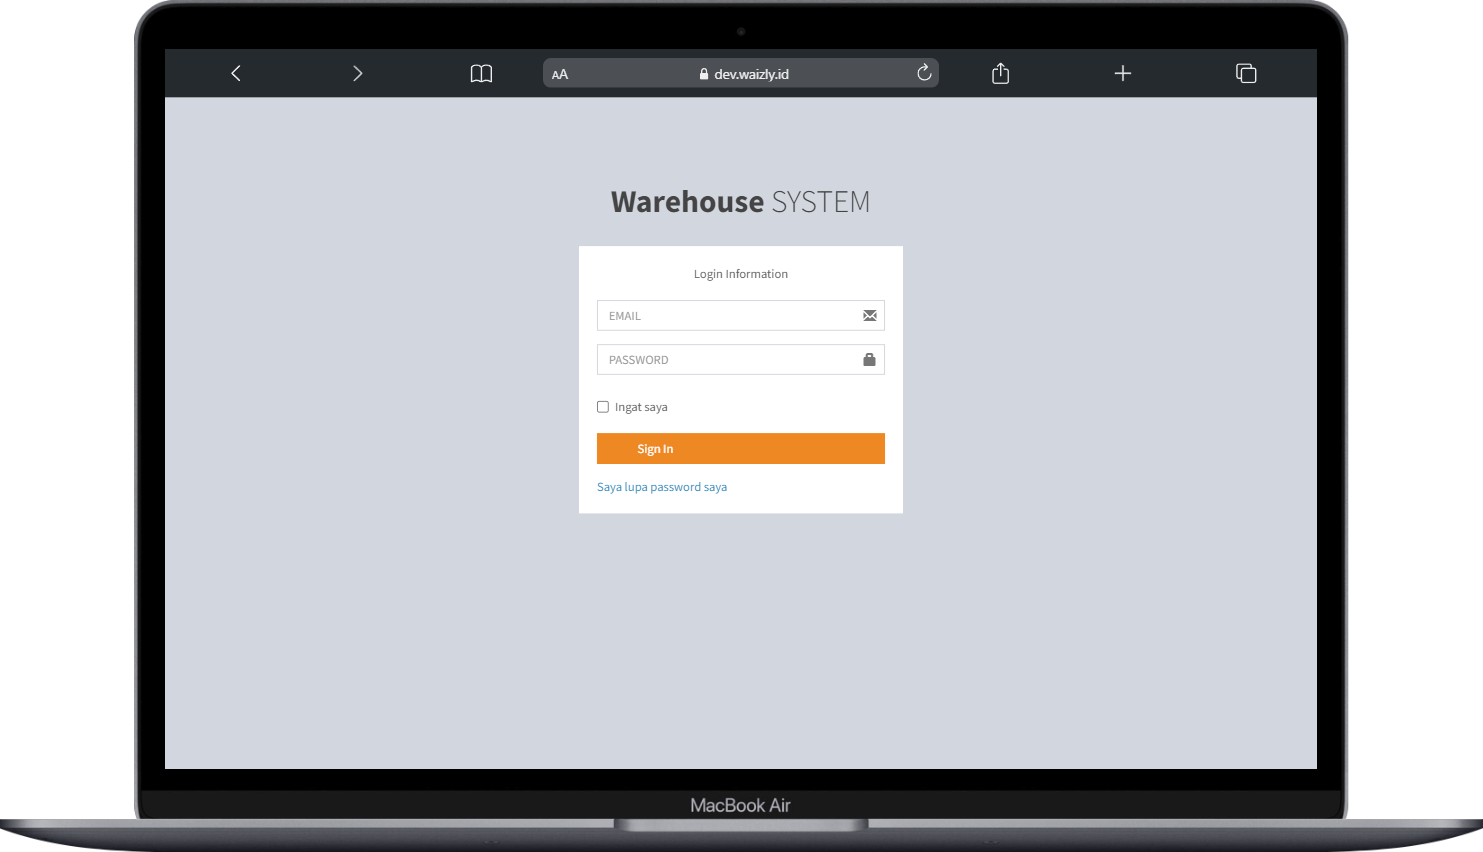 AA
dev.waizly.id
Warehouse SYSTEM
Login Information
EMAIL
PASSWORD
Ingat saya
Sign In
Saya lupa password saya
MacBook Air